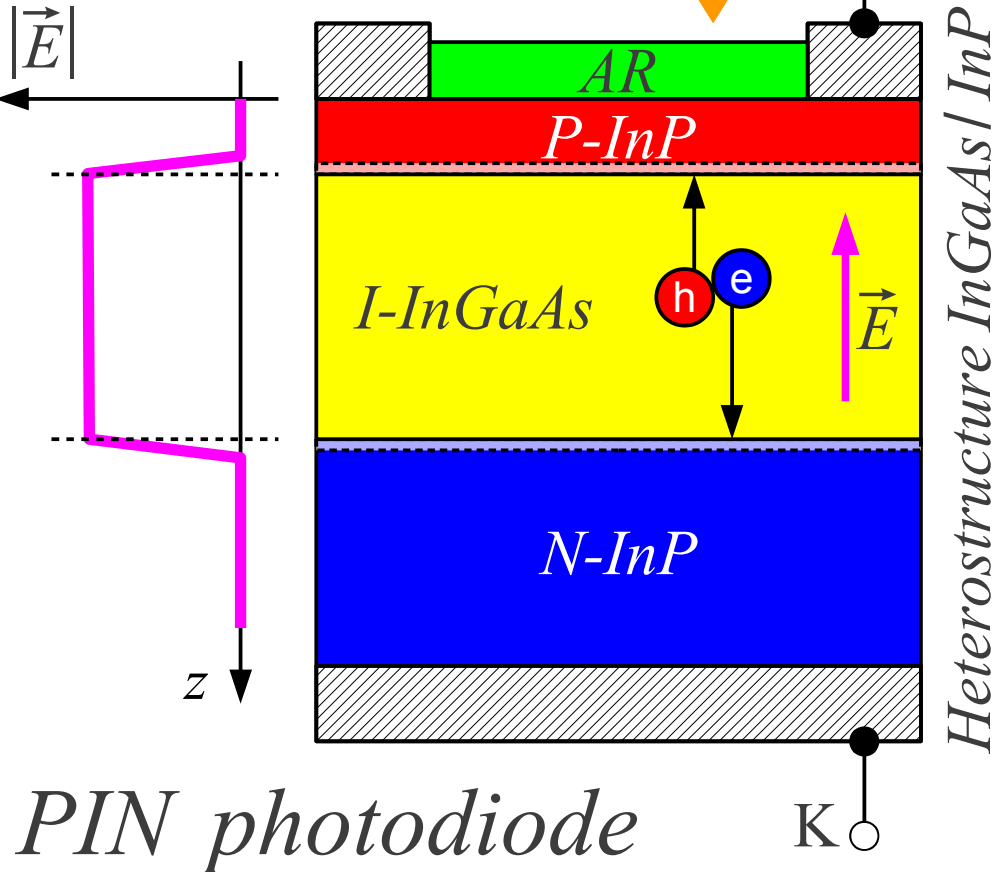 |E|
AR
P-InP
h
e
I-InGaAs
E
N-InP
z
K
PIN photodiode
Heterostructure InGaAs/ InP